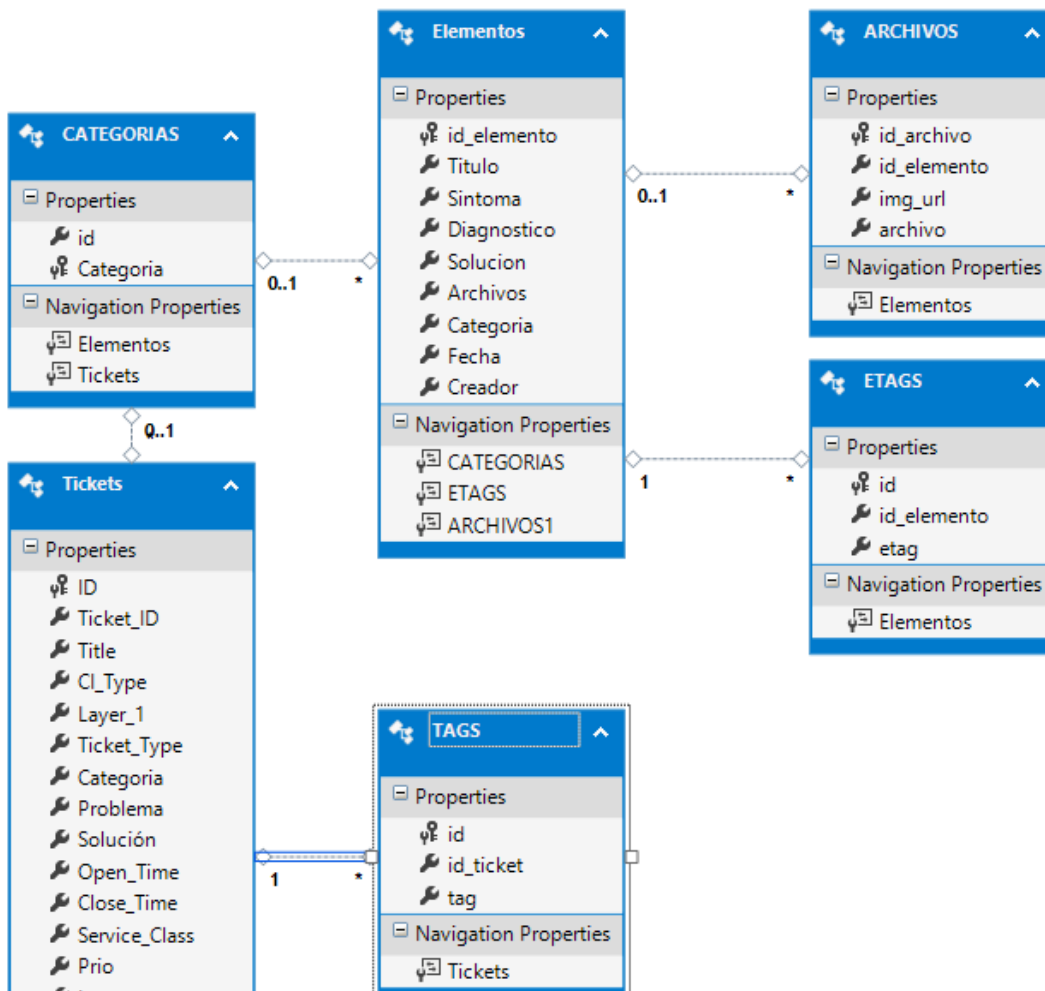 CATEGORIAS
Properties
id
Categoria
Navigation Properties
Elementos
Tickets
0..1
*
0..1
Elementos
Properties
id_elemento
Titulo
Sintoma
Diagnostico
Solucion
Archivos
Categoria
Fecha
Creador
Navigation Properties
CATEGORIAS
ETAGS
ARCHIVOS1
0..1
*
1
*
ARCHIVOS
Properties
id_archivo
id_elemento
img_url
archivo
Navigation Properties
Elementos
ETAGS
Properties
id
id_elemento
etag
Navigation Properties
Elementos
Tickets
Properties
ID
Ticket_ID
Title
CI_Type
Layer_1
Ticket_Type
Categoria
Problema
Solución
Open_Time
Close_Time
Service_Class
Prio
1
*
TAGS
Properties
id
id_ticket
tag
Navigation Properties
Tickets